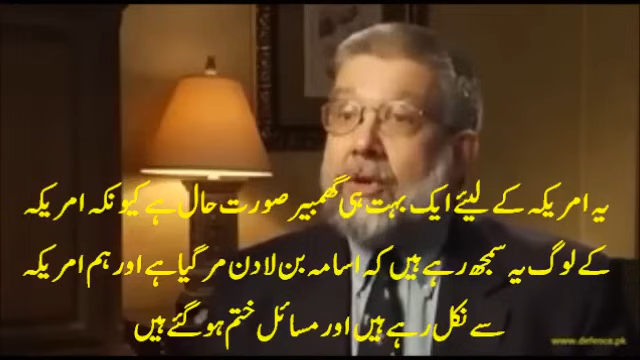 یہ امریکہ کے لیئے ایک بہت ہی گھمبیر صورت حال ہے کیونکہ امریکہ
کے لوگ یہ سمجھ رہے ہیں کہ اسامہ بن لادن مر گیا ہے اور ہم امریکہ
سے نکل رہے ہیں اور مسائل ختم ہو گئے ہیں
www.defence.pk